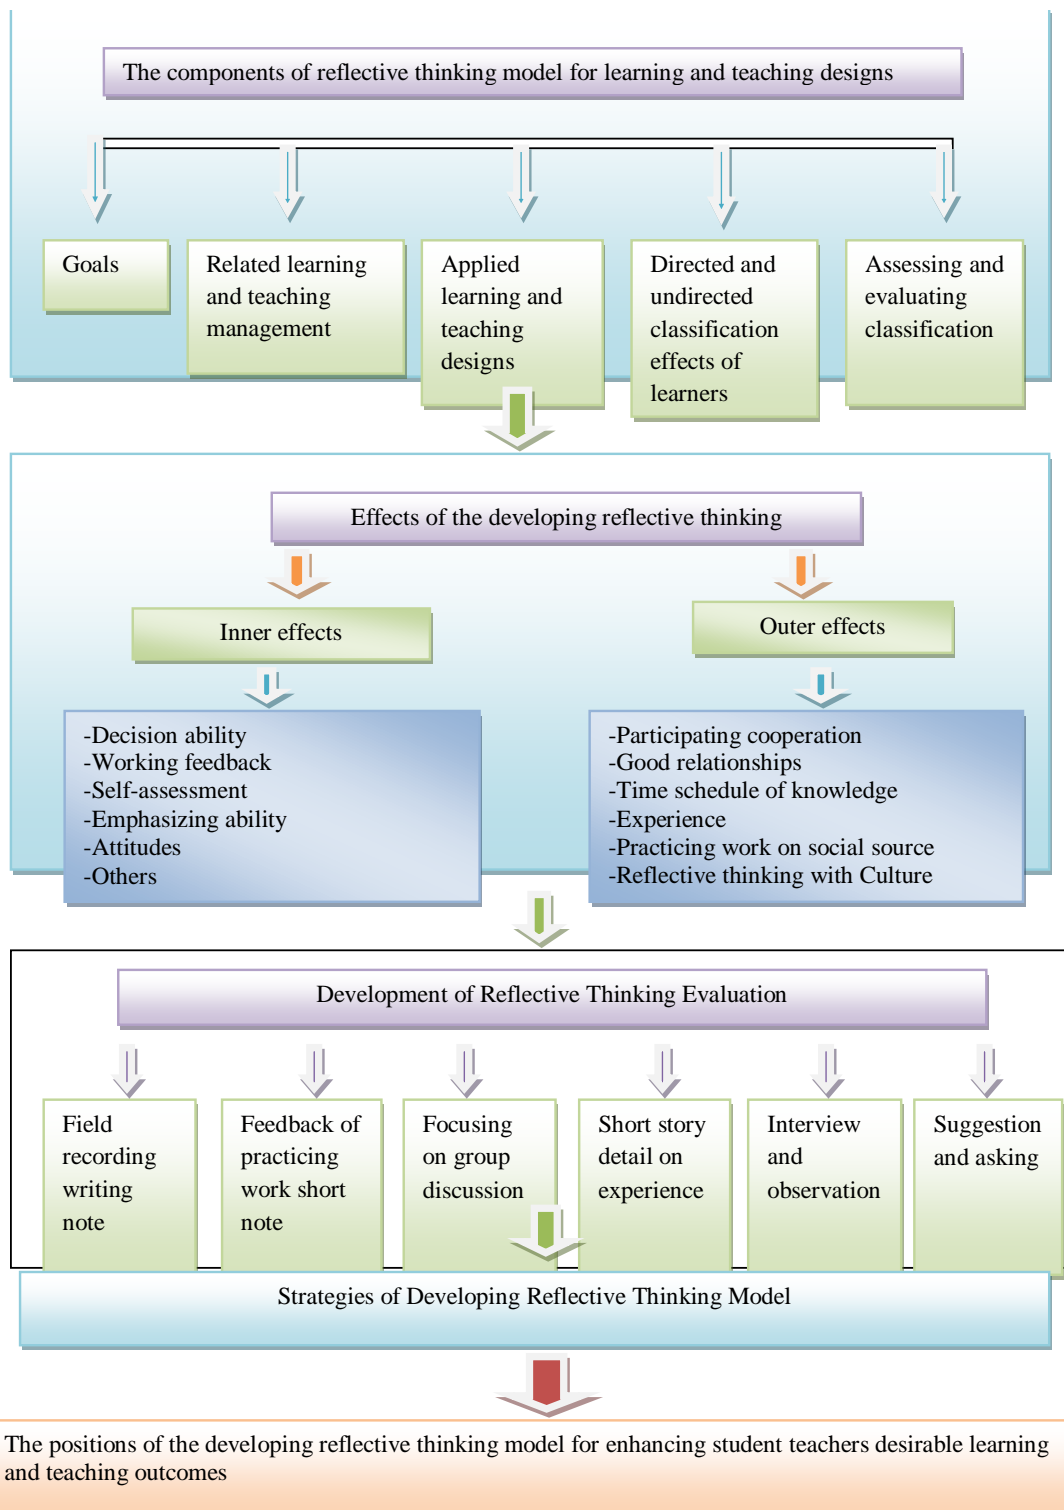 The components of reflective thinking model for learning and teaching designs
Goals
Related learning
and teaching
management
Applied
learning and
teaching
designs
Directed and
undirected
classification
effects of
learners
Assessing and
evaluating
classification
Effects of the developing reflective thinking
Inner effects
Outer effects
-Decision ability
-Working feedback
-Self-assessment
-Emphasizing ability
-Attitudes
-Others
-Participating cooperation
-Good relationships
-Time schedule of knowledge
-Experience
-Practicing work on social source
-Reflective thinking with Culture
Development of Reflective Thinking Evaluation
Field
recording
writing
note
Feedback of
practicing
work short
note
Focusing
on group
discussion
Short story
detail on
experience
Interview
and
observation
Suggestion
and asking
Strategies of Developing Reflective Thinking Model
The positions of the developing reflective thinking model for enhancing student teachers desirable learning
and teaching outcomes